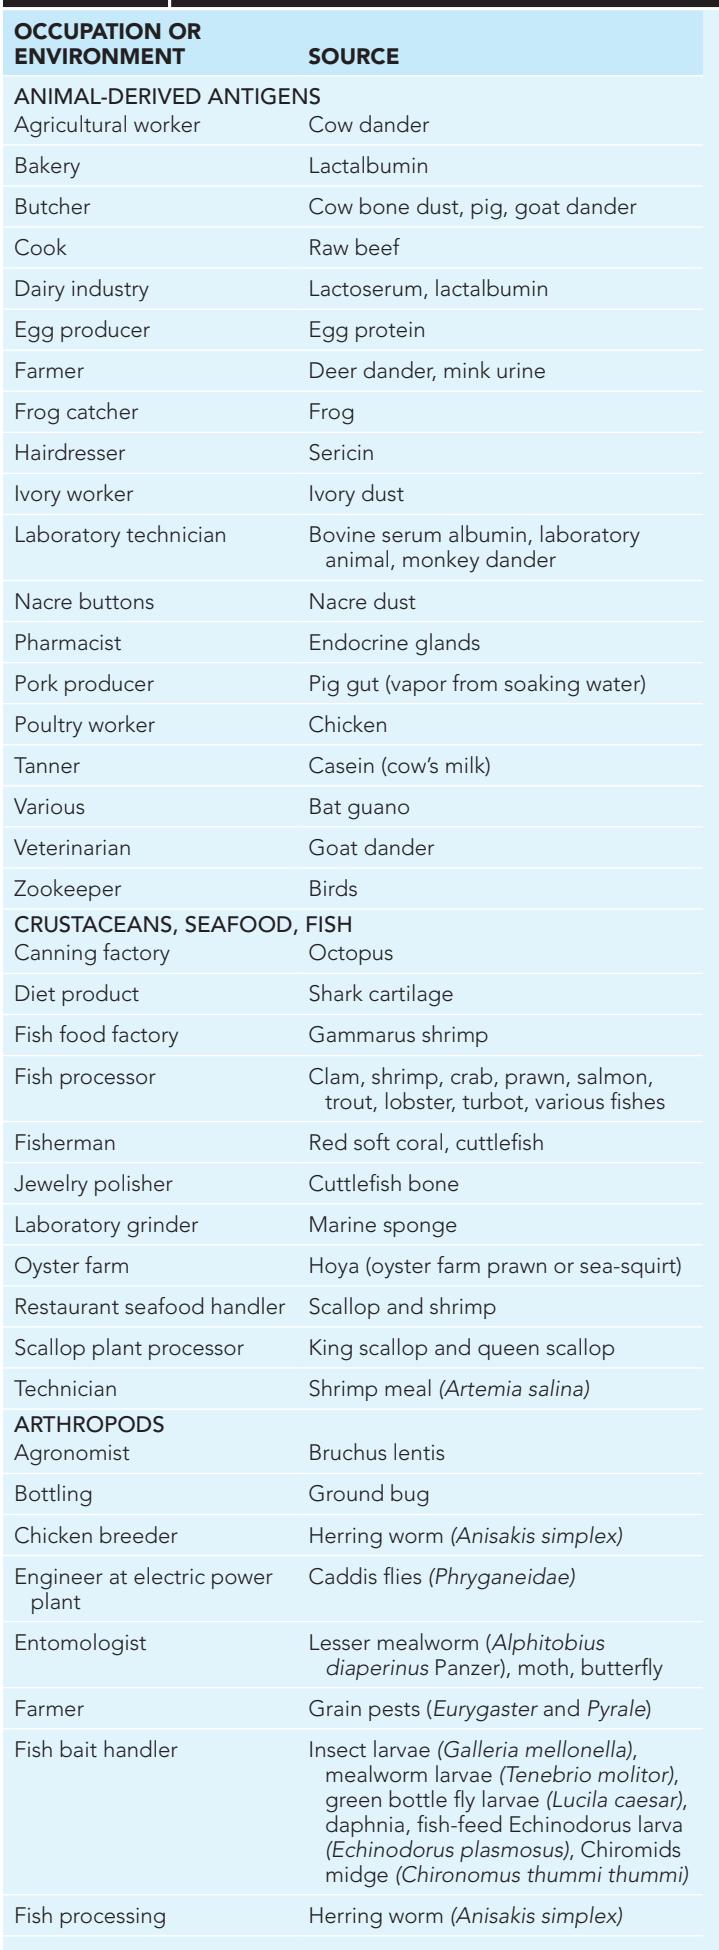 OCCUPATION OR
ENVIRONMENT SOURCE
ANIMAL-DERIVED ANTIGENS
Agricultural worker Cow dander
Bakery Lactalbumin
Butcher Cow bone dust, pig, goat dander
Cook Raw beef
Dairy industry Lactoserum, lactalbumin
Egg producer Egg protein
Farmer Deer dander, mink urine
Frog catcher Frog
Hairdresser Sericin
Ivory worker Ivory dust
Laboratory technician Bovine serum albumin, laboratory
animal, monkey dander
Nacre buttons Nacre dust
Pharmacist Endocrine glands
Pork producer Pig gut (vapor from soaking water)
Poultry worker Chicken
Tanner Casein (cow's milk)
Various Bat guano
Veterinarian Goat dander
Zookeeper Birds
CRUSTACEANS, SEAFOOD, FISH
Canning factory Octopus
Diet product Shark cartilage
Fish food factory Gammarus shrimp
Fish processor Clam, shrimp, crab, prawn, salmon,
trout, lobster, turbot, various fishes
Fisherman Red soft coral, cuttlefish
Jewelry polisher Cuttlefish bone
Laboratory grinder Marine sponge
Oyster farm Hoya (oyster farm prawn or sea-squirt)
Restaurant seafood handler Scallop and shrimp
Scallop plant processor King scallop and queen scallop
Technician Shrimp meal (Artemia salina)
ARTHROPODS
Agronomist Bruchus lentis
Bottling Ground bug
Chicken breeder Herring worm (Anisakis simplex)
Engineer at electric power Caddis flies (Phryganeidae)
plant
Entomologist Lesser mealworm (Alphitobius
diaperinus Panzer), moth, butterfly
Farmer Grain pests (Eurygaster and Pyrale)
Fish bait handler Insect larvae (Galleria mellonella),
mealworm larvae (Tenebrio molitor),
green bottle fly larvae (Lucila caesar),
daphnia, fish-feed Echinodorus larva
(Echinodorus plasmosus), Chiromids
midge (Chironomus thummi thummi)
Fish processing Herring worm (Anisakis simplex)